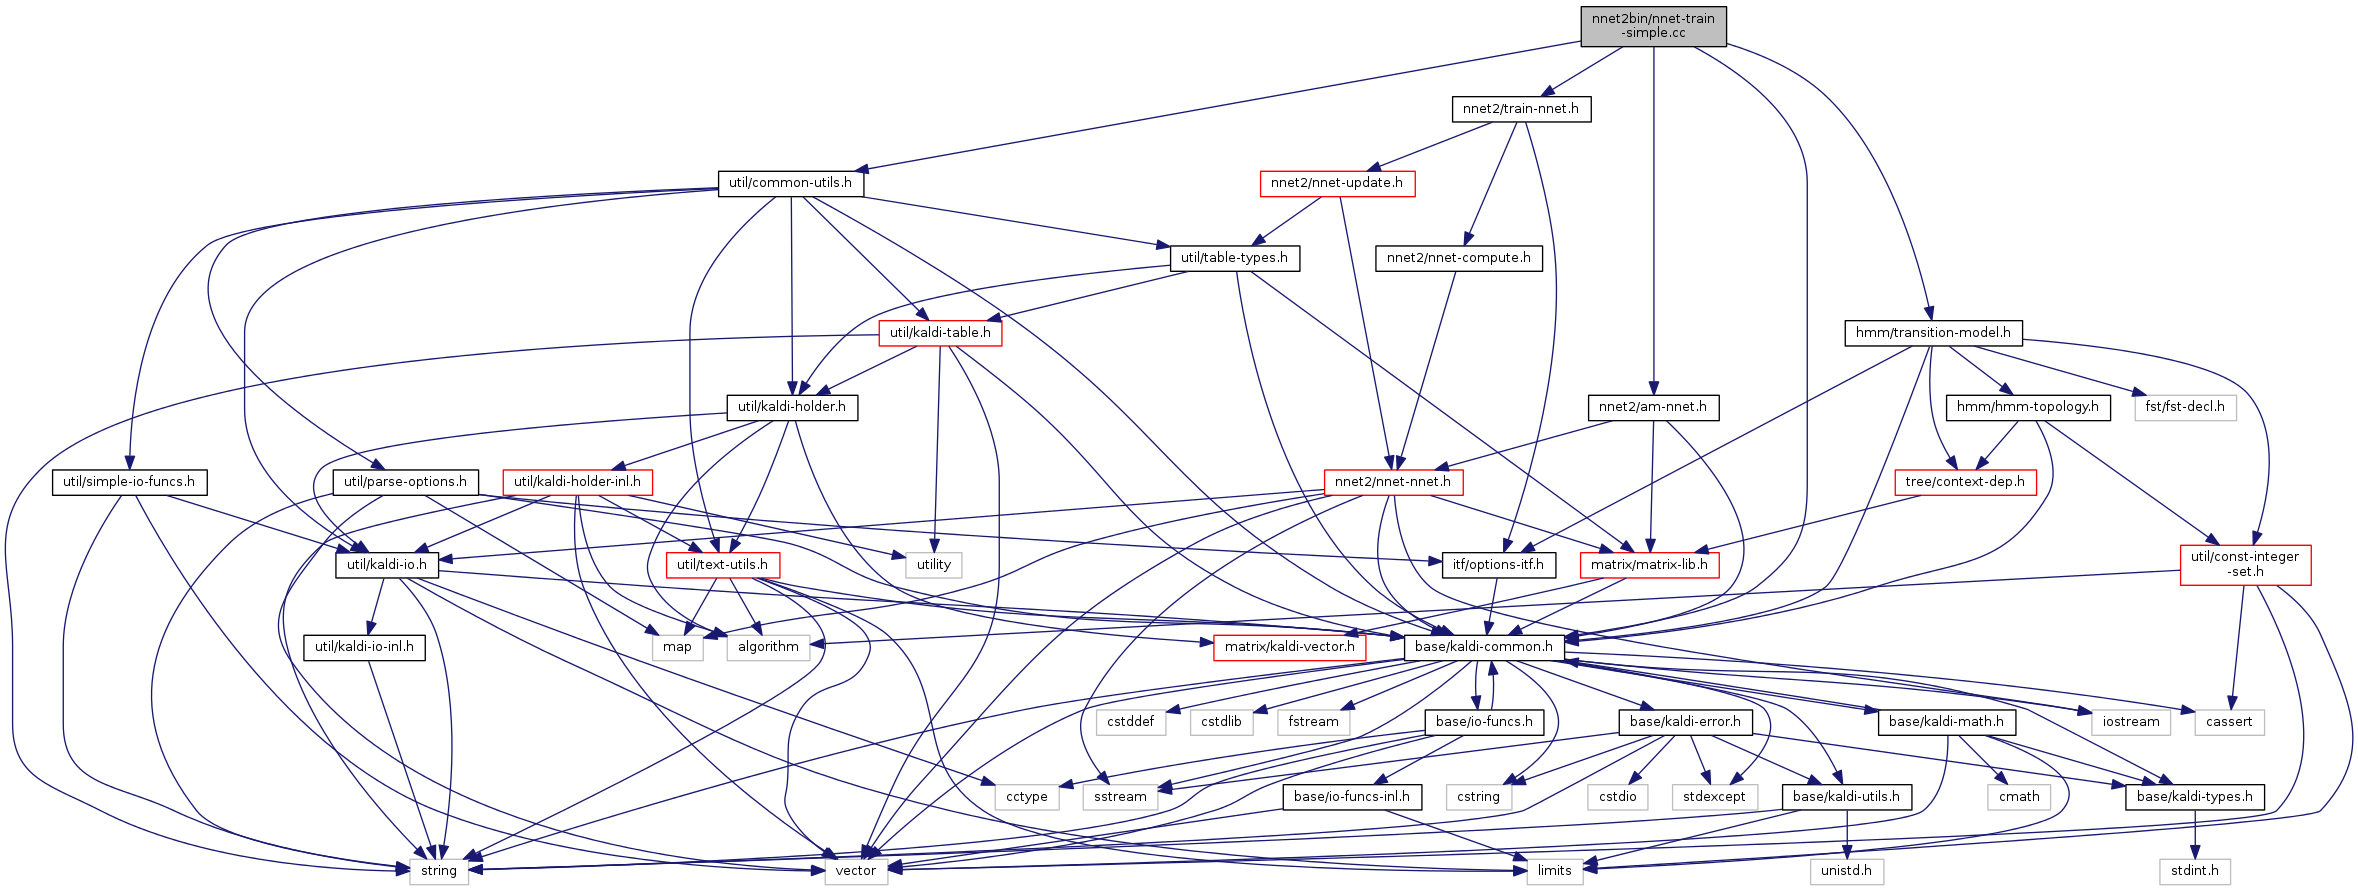 nnet2bin/nnet-train
-simple.cc
nnet2/train-nnet.h
util/common-utils.h
nnet2/nnet-update.h
util/table-types.h
nnet2/nnet-compute.h
util/kaldi-table.h
hmm/transition-model.h
util/kaldi-holder.h
nnet2/am-nnet.h
hmm/hmm-topology.h
fst/fst-decl.h
util/simple-io-funcs.h
util/parse-options.h
util/kaldi-holder-inl.h
nnet2/nnet-nnet.h
tree/context-dep.h
util/kaldi-io.h
util/text-utils.h
utility
itf/options-itf.h
matrix/matrix-lib.h
util/const-integer
-set.h
util/kaldi-io-inl.h
map
algorithm
matrix/kaldi-vector.h
base/kaldi-common.h
cstddef
cstdlib
fstream
base/io-funcs.h
base/kaldi-error.h
base/kaldi-math.h
iostream
cassert
cctype
sstream
base/io-funcs-inl.h
cstring
cstdio
stdexcept
base/kaldi-utils.h
cmath
base/kaldi-types.h
string
vector
limits
unistd.h
stdint.h